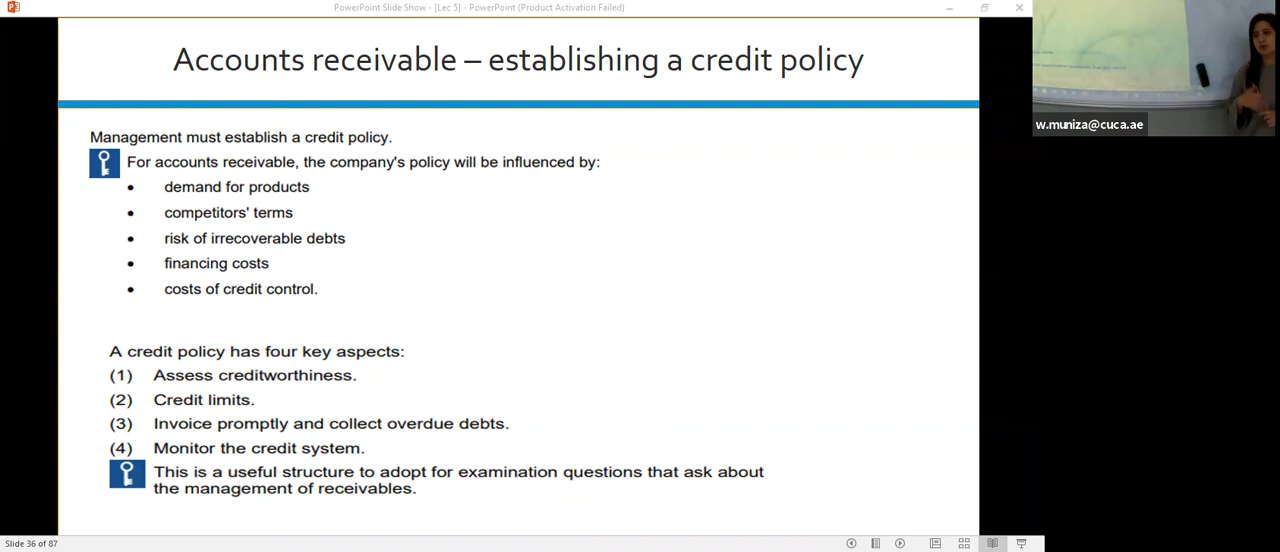 PowerPoint Slide Show - [Lec 5] - PowerPoint (Product Activation Failed)
Accounts receivable – establishing a credit policy
Management must establish a credit policy.
For accounts receivable, the company's policy will be influenced by:
• demand for products
• competitors' terms
• risk of irrecoverable debts
• financing costs
• costs of credit control.
A credit policy has four key aspects:
(1) Assess creditworthiness.
(2) Credit limits.
(3) Invoice promptly and collect overdue debts.
(4) Monitor the credit system.
This is a useful structure to adopt for examination questions that ask about
the management of receivables.
w.muniza@cuca.ae
Slide 36 of 87